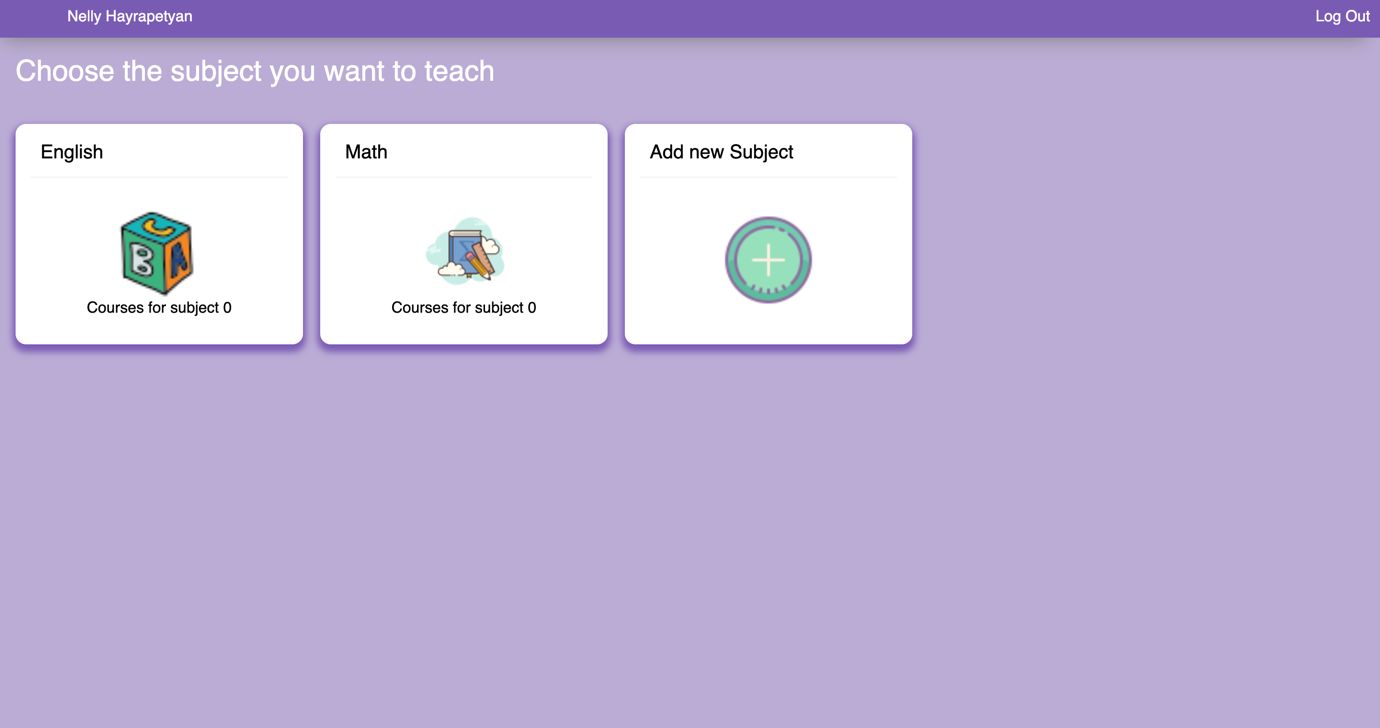 Nelly Hayrapetyan
Log Out
Choose the subject you want to teach
English
Math
Add new Subject
C
B A
Courses for subject 0
Courses for subject 0